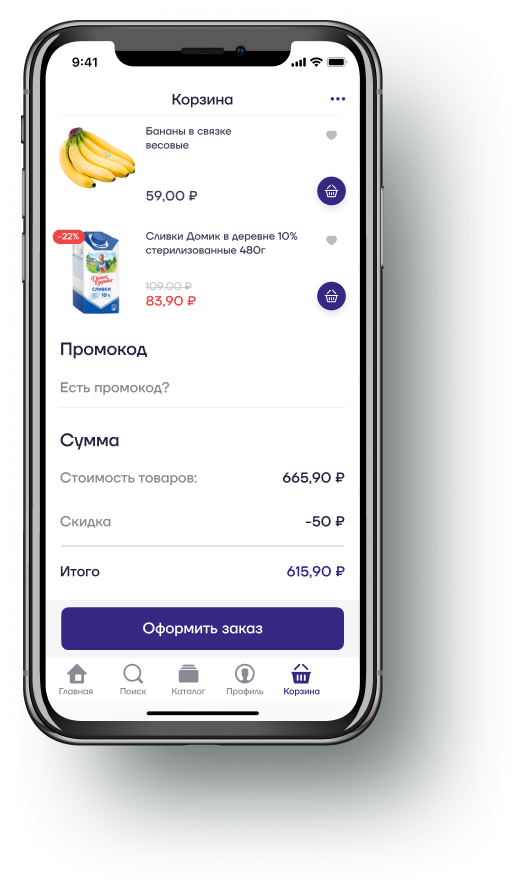 9:41
Корзина
Бананы в связке
весовые
59,00 ₽
-22%
Сливки Домик в деревне 10%
стерилизованные 480г
Домик
в деревне
СЛИВКИ
10%
109.00 ₽
83,90 ₽
Промокод
Есть промокод?
Сумма
Стоимость товаров:
665,90 ₽
Скидка
-50 ₽
Итого
615,90 ₽
Оформить заказ
Главная
Поиск
Каталог
Профиль
Корзина